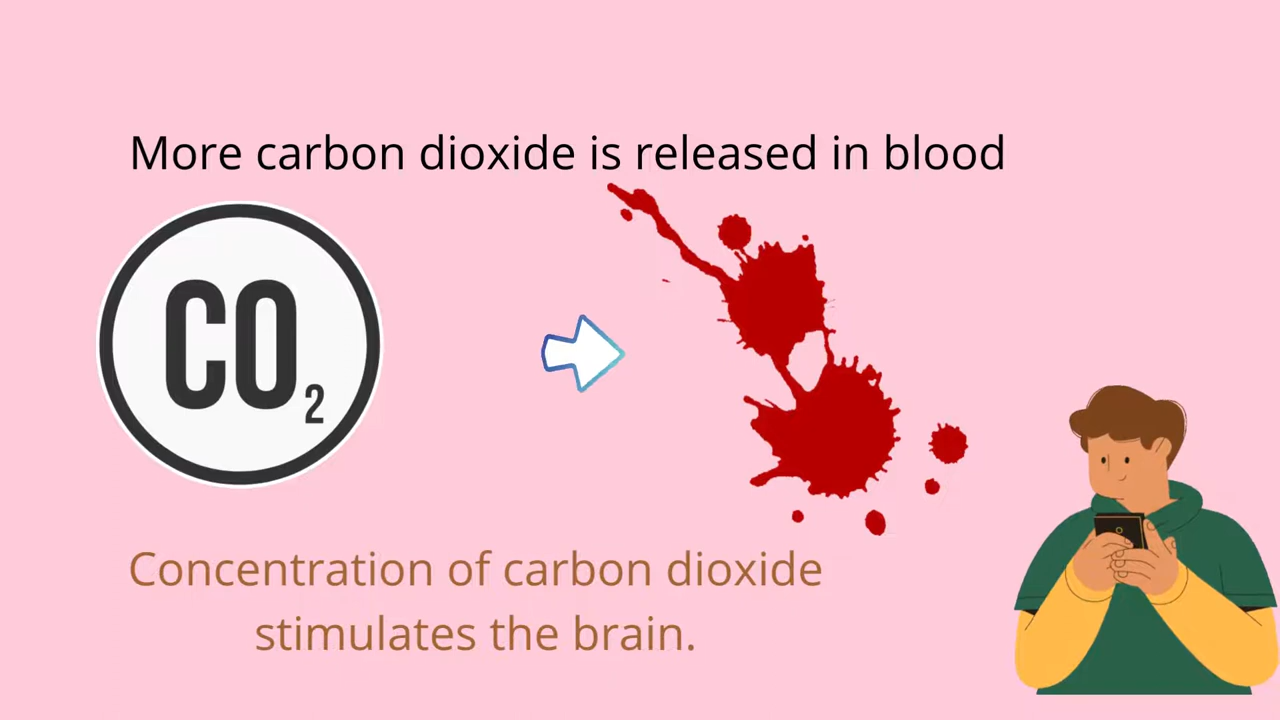 More carbon dioxide is released in blood
CO2
Concentration of carbon dioxide
stimulates the brain.